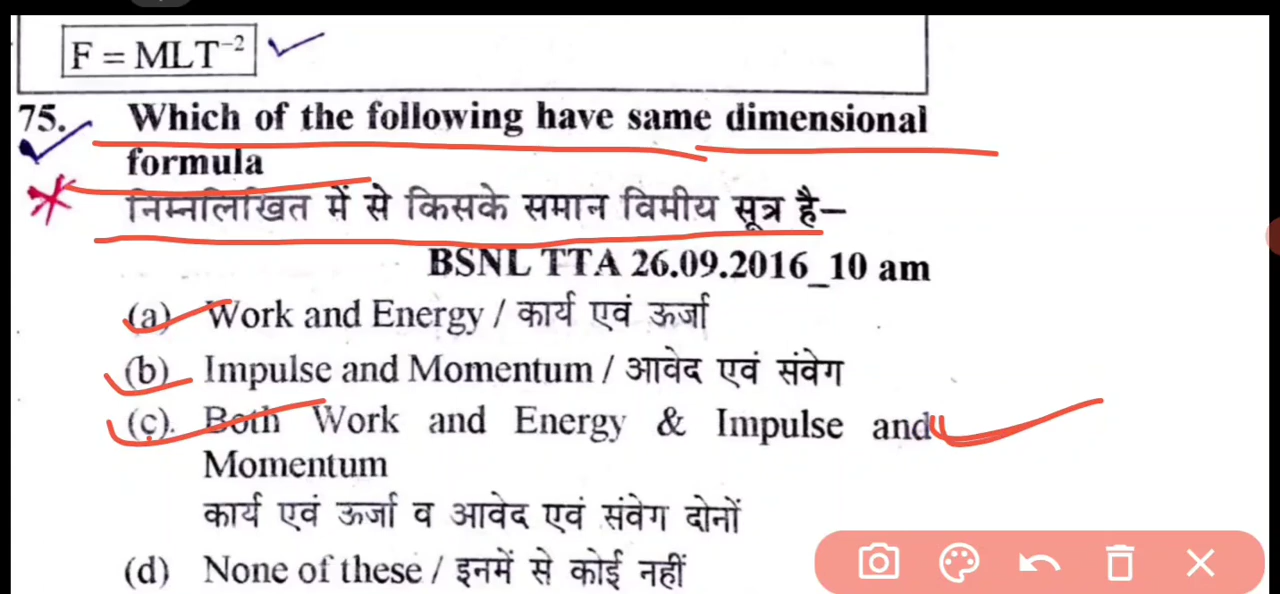 F = MLT⁻²
75. Which of the following have same dimensional
formula
निम्नलिखित में से किसके समान विमीय सूत्र है–
BSNL TTA 26.09.2016_10 am
(a) Work and Energy / कार्य एवं ऊर्जा
(b) Impulse and Momentum / आवेद एवं संवेग
(c). Both Work and Energy & Impulse and
Momentum
कार्य एवं ऊर्जा व आवेद एवं संवेग दोनों
(d) None of these / इनमें से कोई नहीं